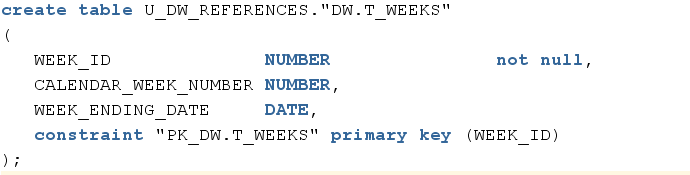 create table U_DW_REFERENCES."DW.T_WEEKS"
(
   WEEK_ID              NUMBER               not null,
   CALENDAR_WEEK_NUMBER NUMBER,
   WEEK_ENDING_DATE     DATE,
   constraint "PK_DW.T_WEEKS" primary key (WEEK_ID)
);